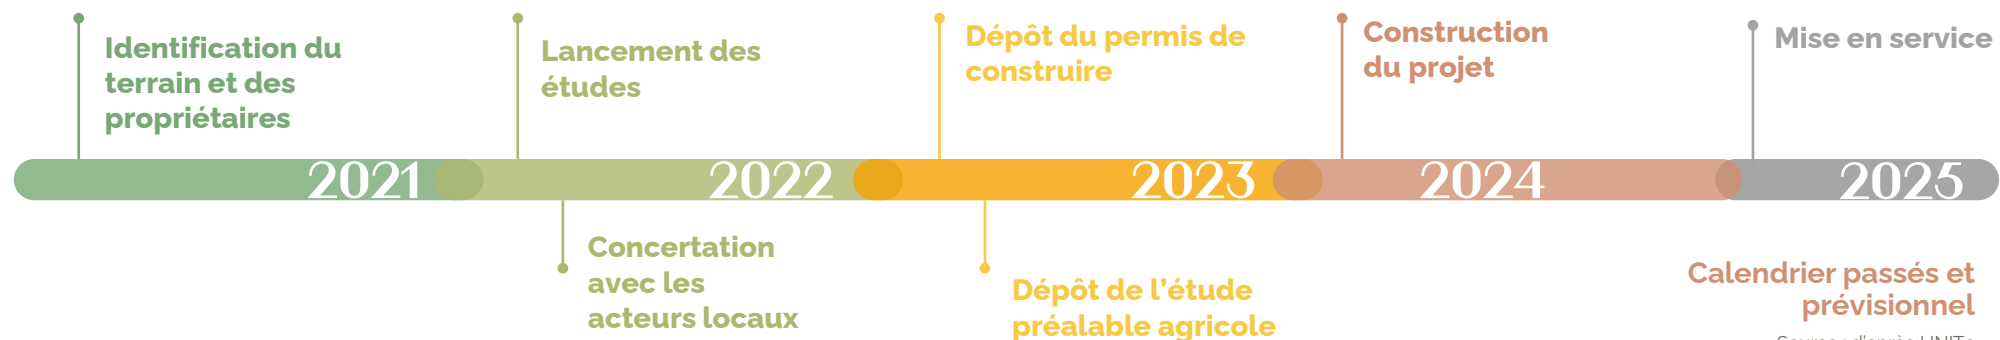 Identification du
terrain et des
propriétaires
Lancement des
études
Dépôt du permis de
construire
Construction
du projet
Mise en service
2021
2022
2023
2024
2025
Concertation
avec les
acteurs locaux
Dépôt de l'étude
préalable agricole
Calendrier passés et
prévisionnel